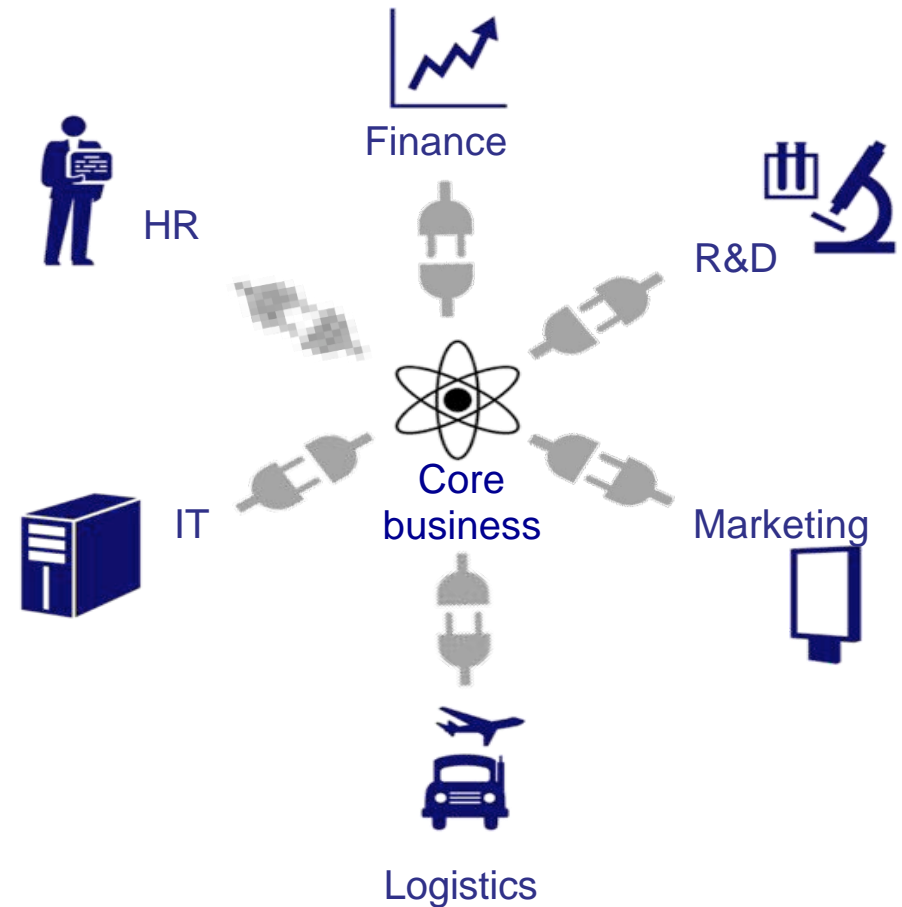 Finance
HR
R&D
Core
business
IT
Marketing
Logistics